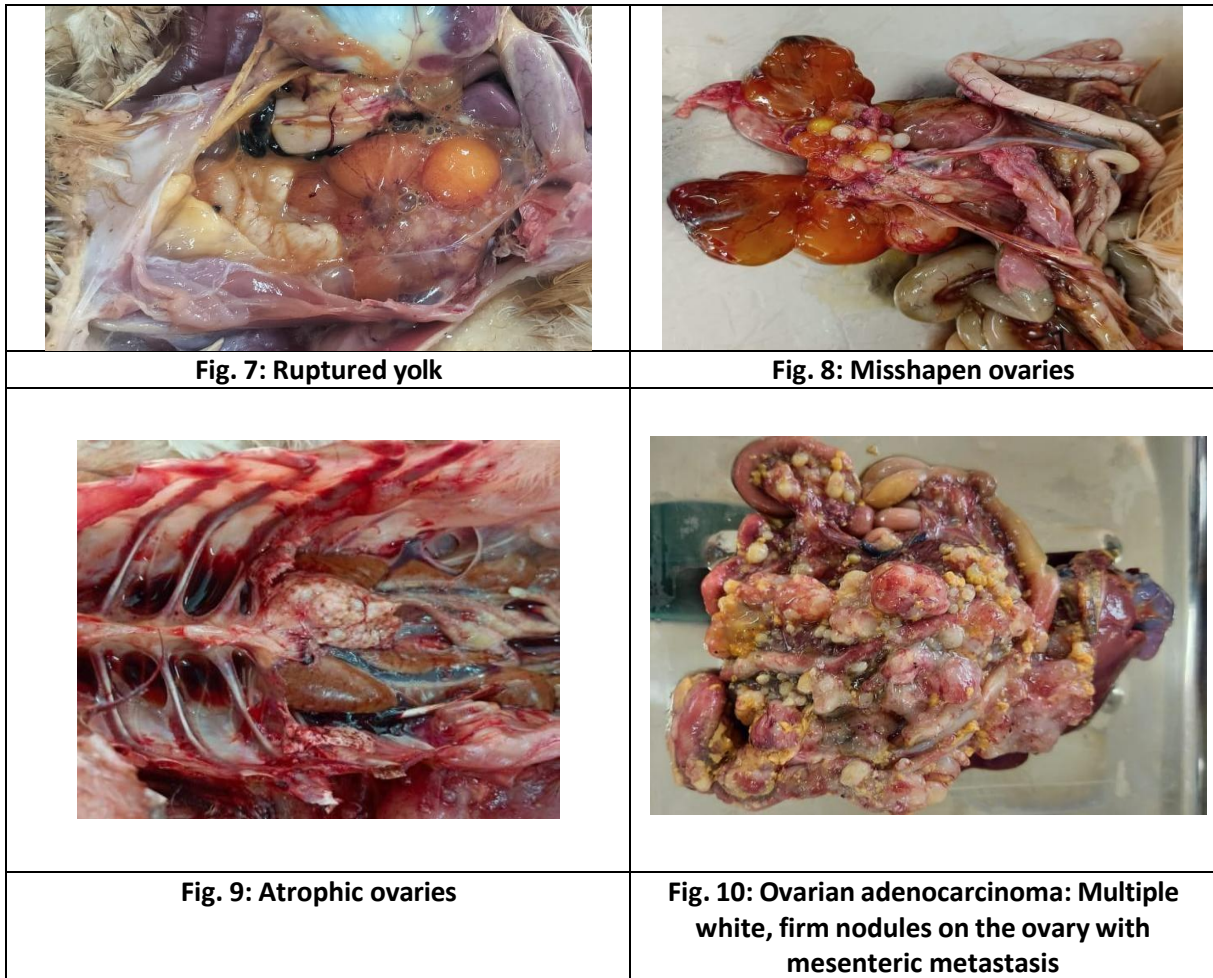 Fig. 7: Ruptured yolk
Fig. 8: Misshapen ovaries
Fig. 9: Atrophic ovaries
Fig. 10: Ovarian adenocarcinoma: Multiple
white, firm nodules on the ovary with
mesenteric metastasis